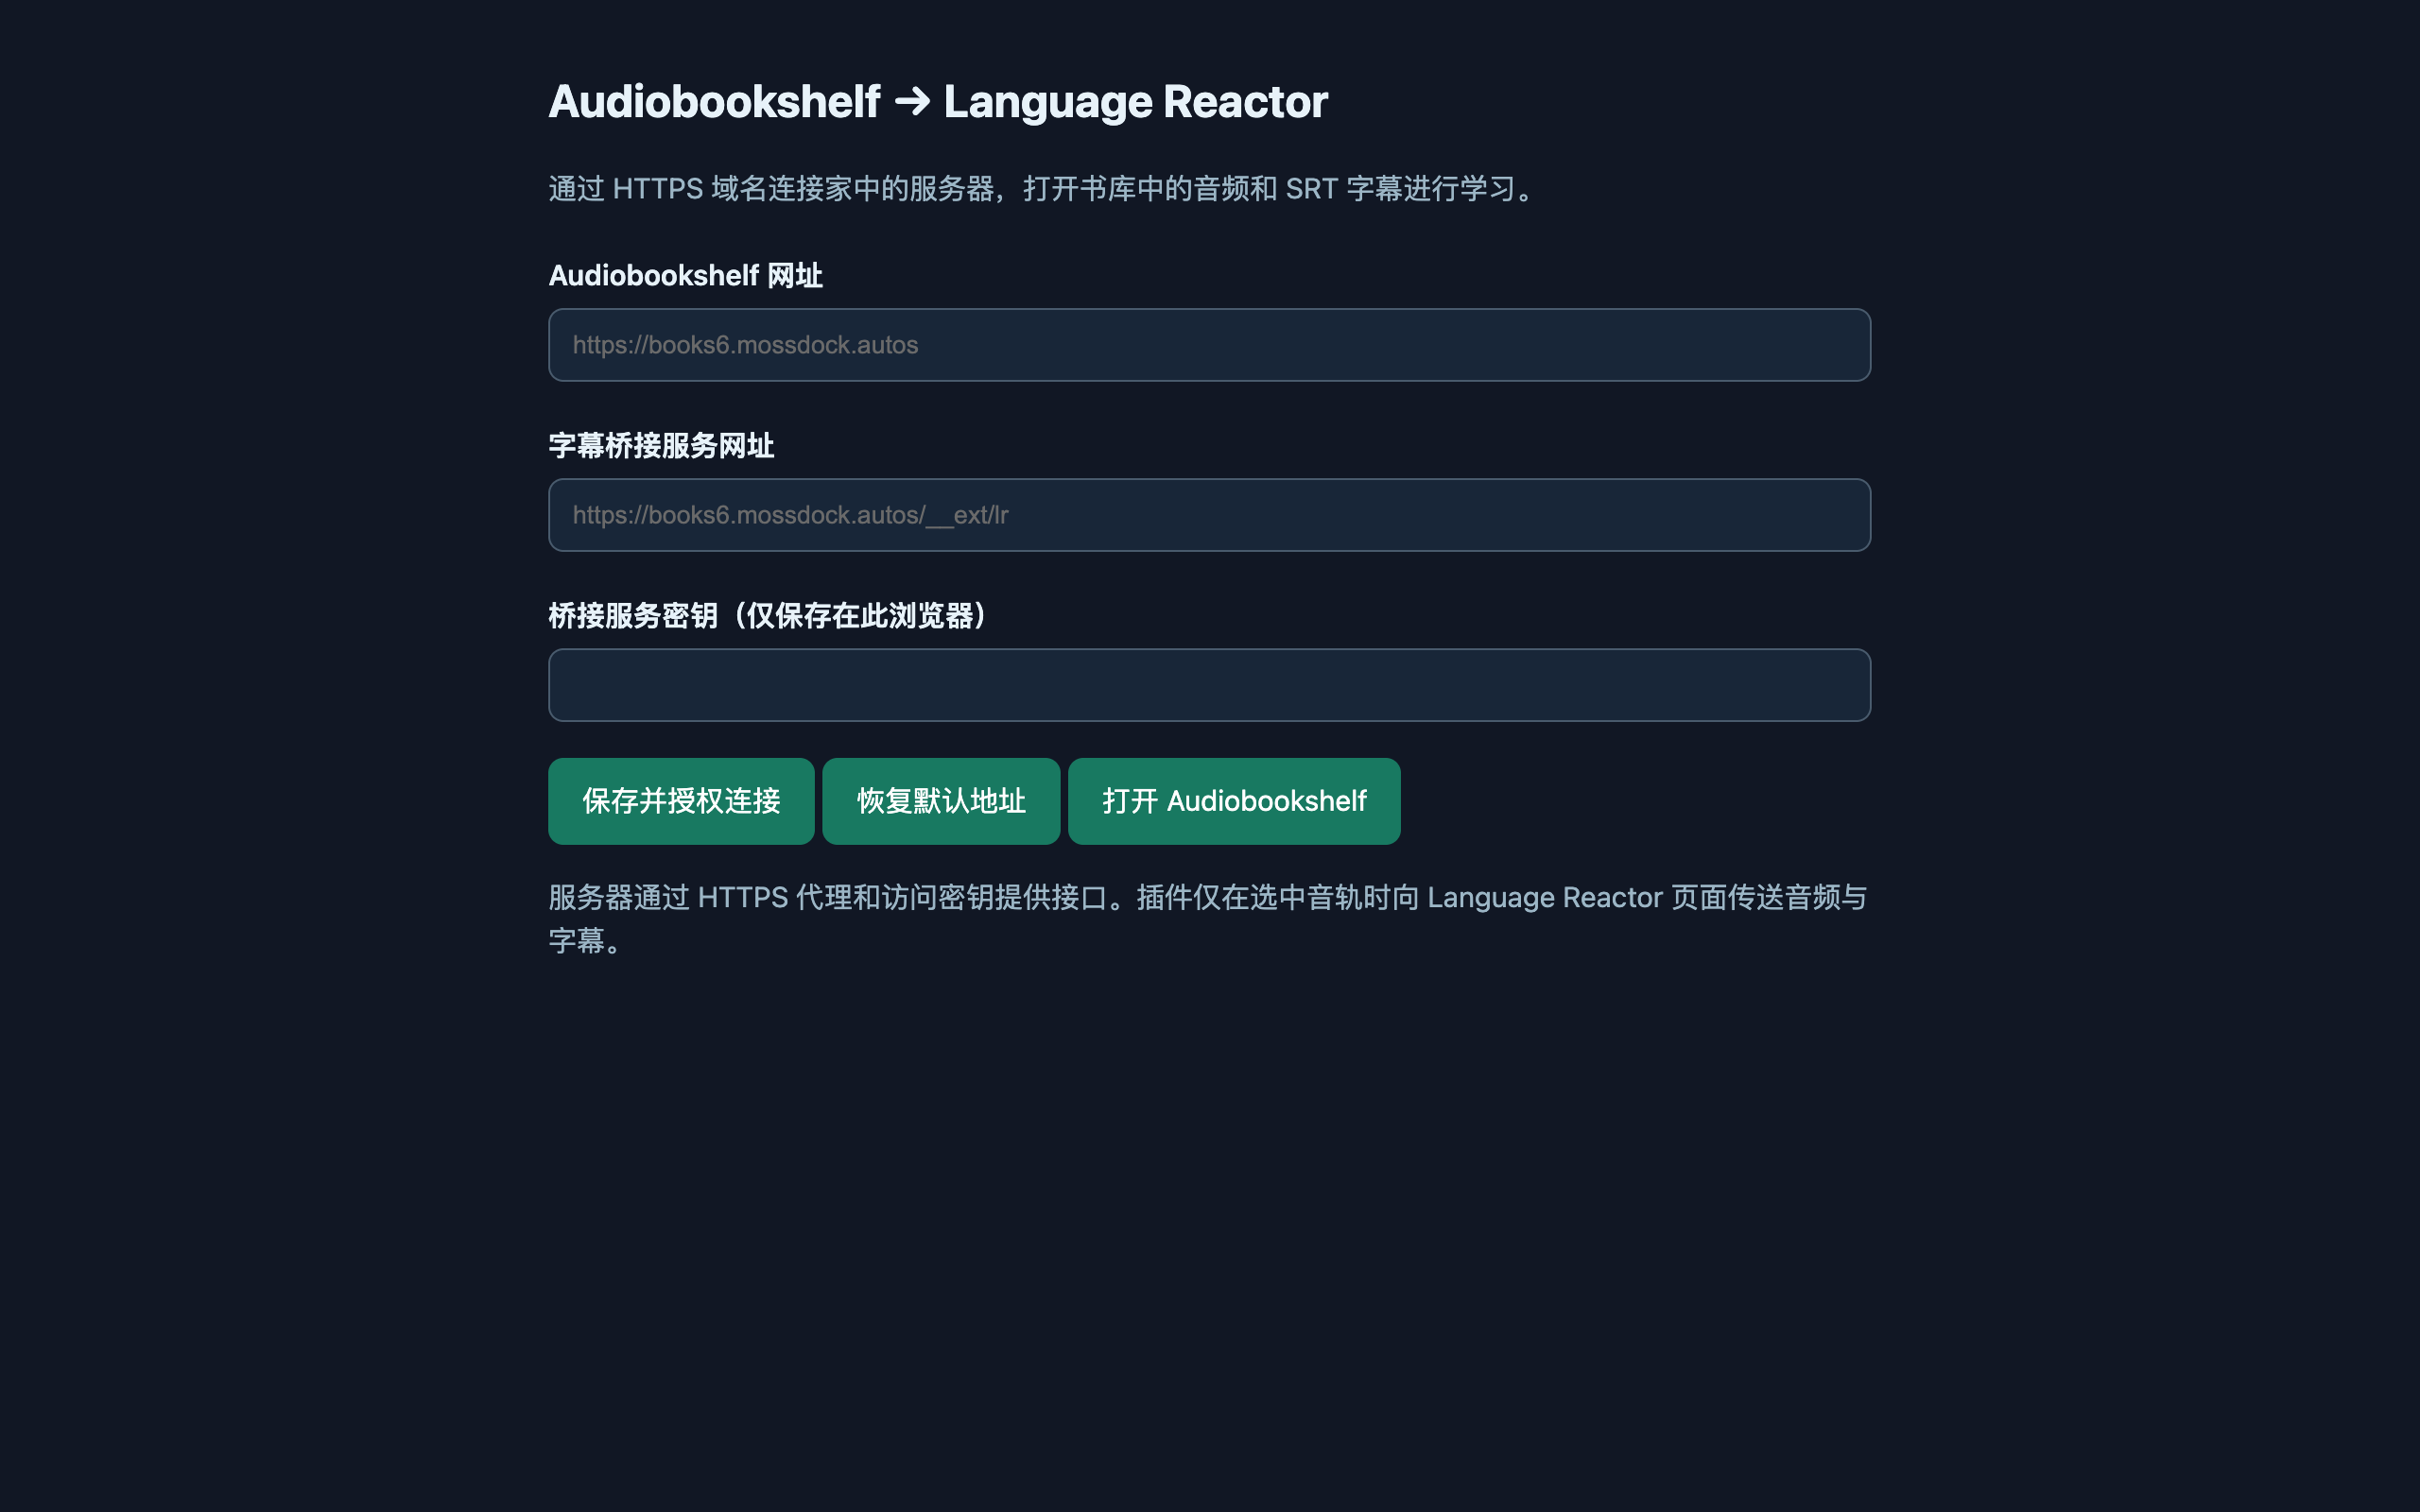 Audiobookshelf → Language Reactor
通过 HTTPS 域名连接家中的服务器，打开书库中的音频和 SRT 字幕进行学习。
Audiobookshelf 网址
https://books6.mossdock.autos
字幕桥接服务网址
https://books6.mossdock.autos/__ext/lr
桥接服务密钥（仅保存在此浏览器）
保存并授权连接 恢复默认地址 打开 Audiobookshelf
服务器通过 HTTPS 代理和访问密钥提供接口。插件仅在选中音轨时向 Language Reactor 页面传送音频与
字幕。